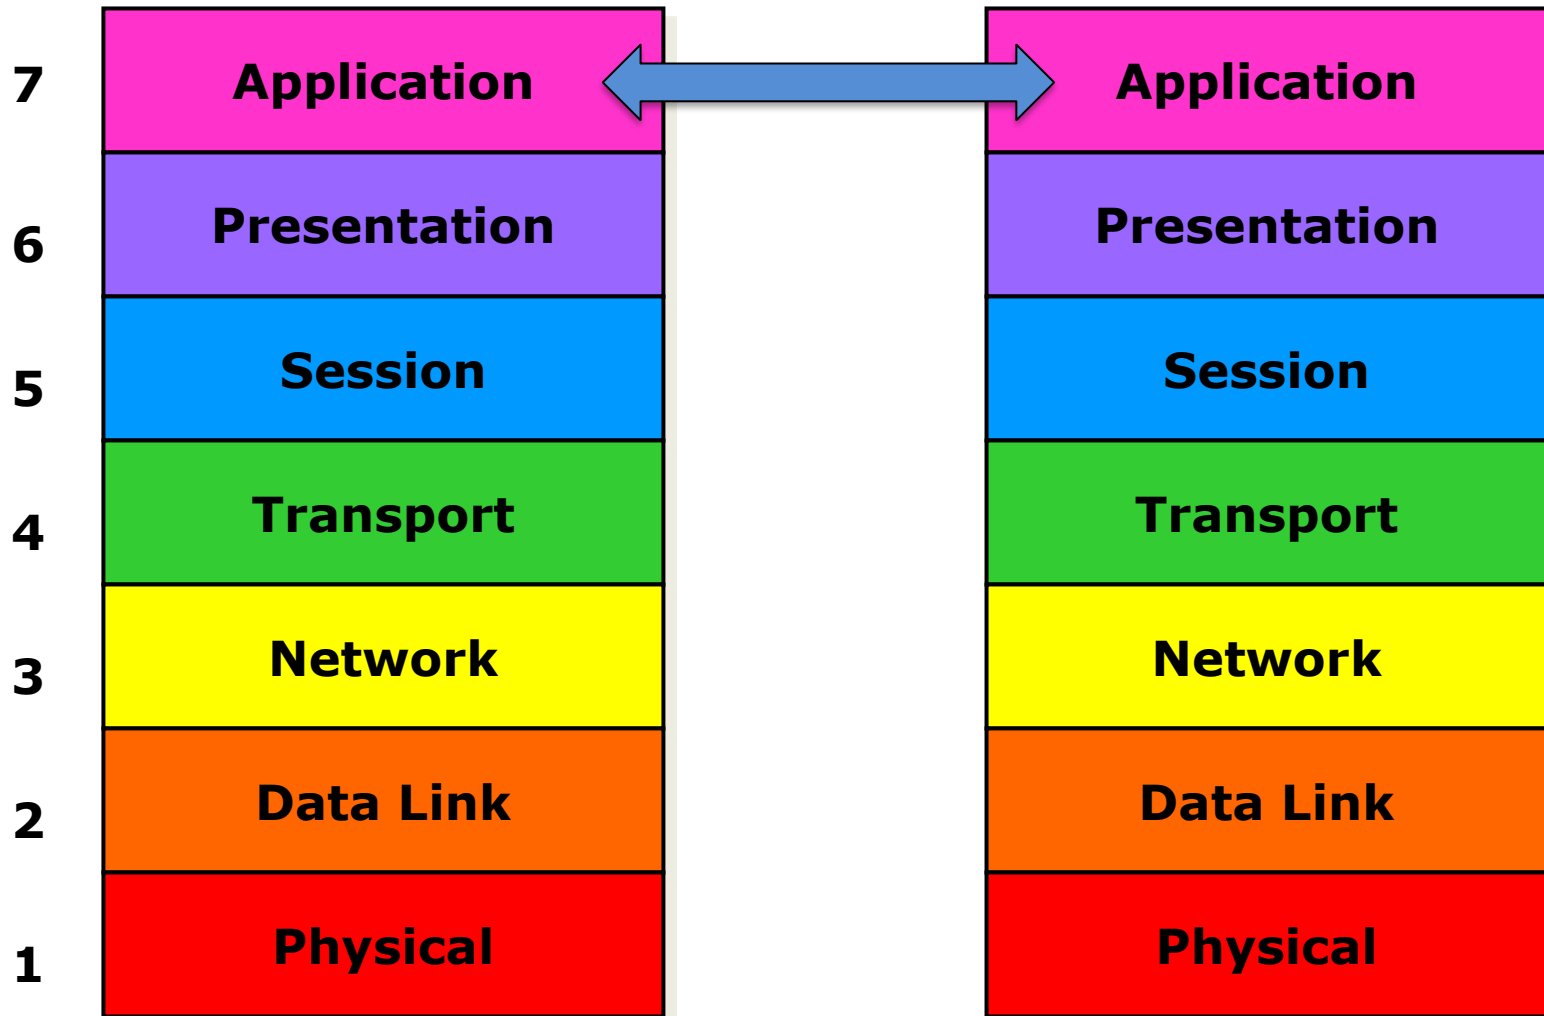 7 Application Application
6 Presentation Presentation
5 Session Session
4 Transport Transport
3 Network Network
2 Data Link Data Link
1 Physical Physical